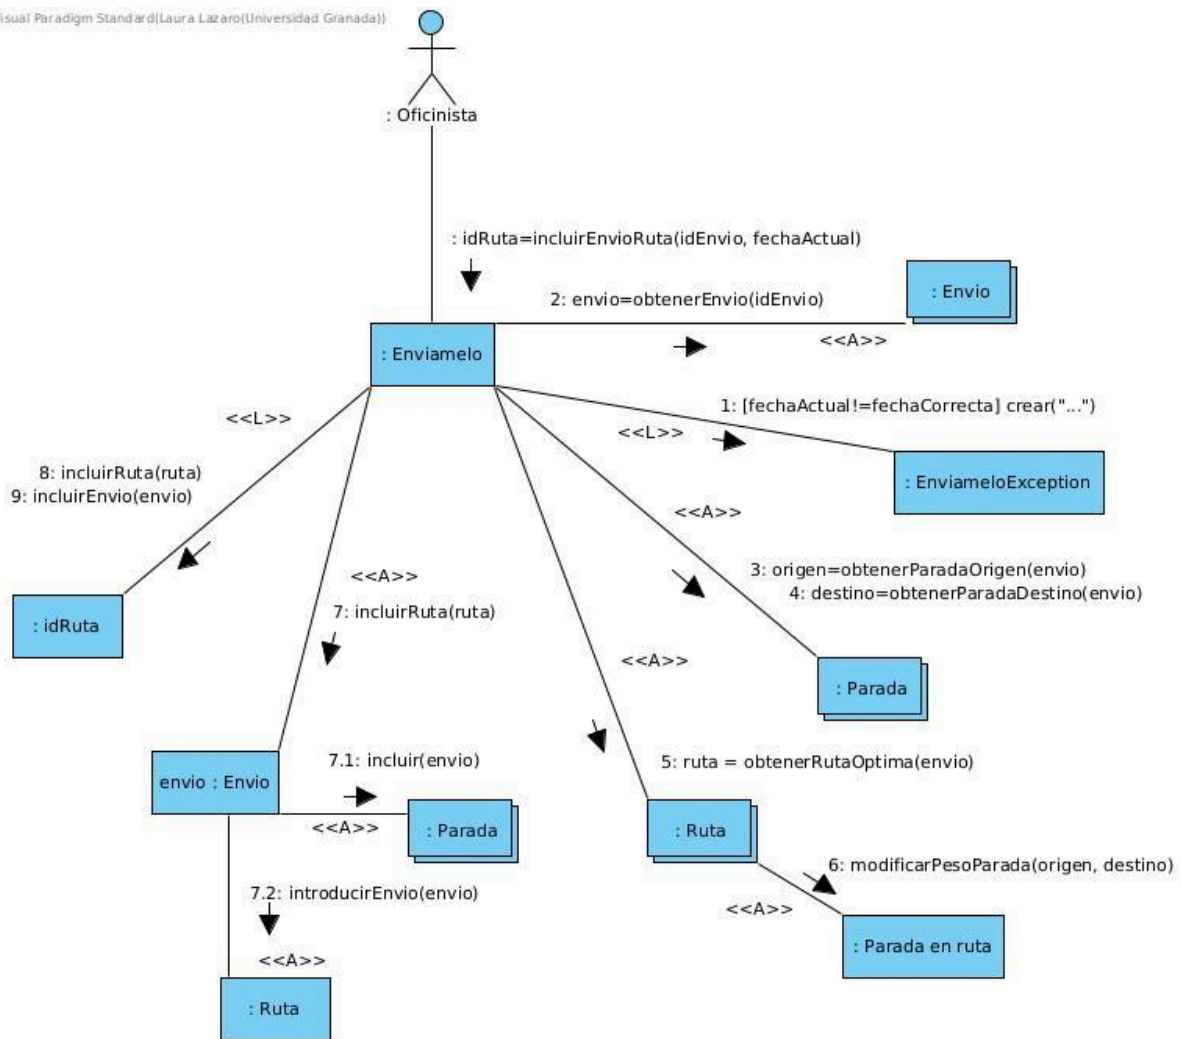 isual Paradigm Standard(Laura Lazaro(Universidad Granada))
: Oficinista
: idRuta=incluirEnvioRuta(idEnvio, fechaActual)
2: envio=obtenerEnvio(idEnvio)
: Envio
<<A>>
: Enviamelo
1: [fechaActual!=fechaCorrecta] crear("...")
<<L>>
<<L>>
8: incluirRuta(ruta)
9: incluirEnvio(envio)
: EnviameloException
<<A>>
<<A>>
3: origen=obtenerParadaOrigen(envio)
4: destino=obtenerParadaDestino(envio)
7: incluirRuta(ruta)
: idRuta
<<A>>
: Parada
7.1: incluir(envio)
5: ruta = obtenerRutaOptima(envio)
envio : Envio
<<A>>
: Parada
: Ruta
6: modificarPesoParada(origen, destino)
7.2: introducirEnvio(envio)
<<A>>
: Parada en ruta
<<A>>
: Ruta